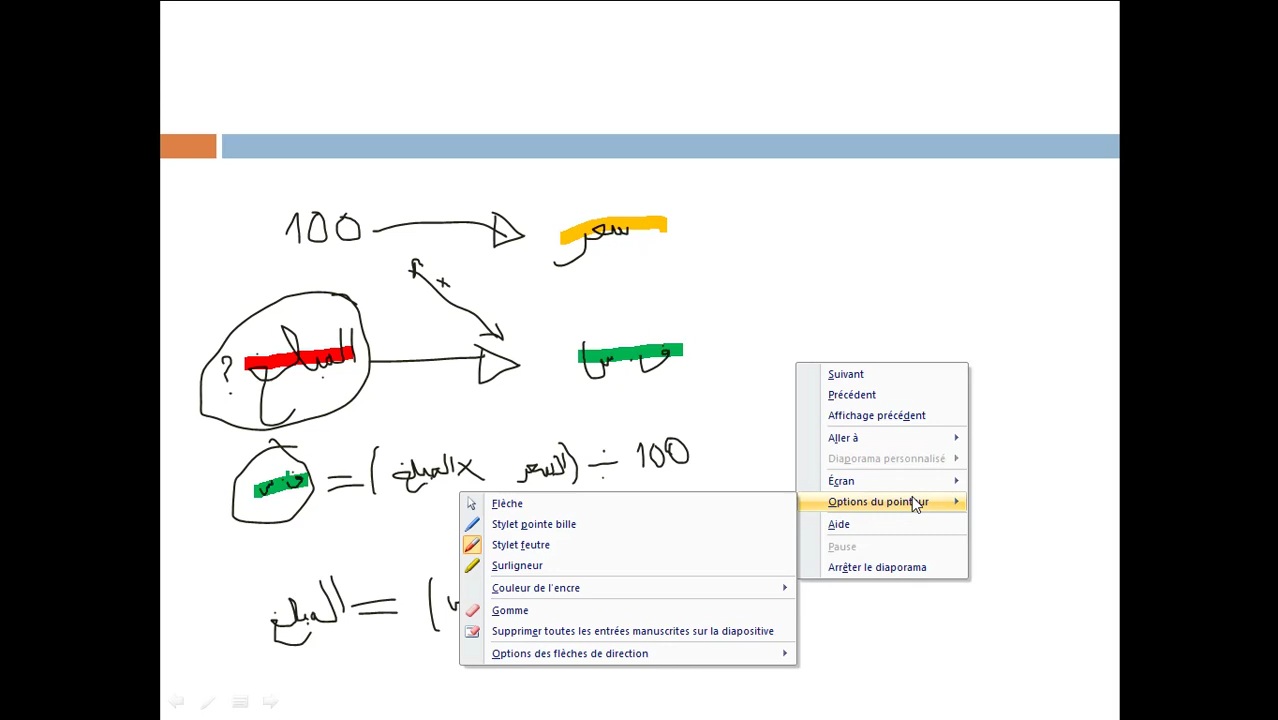 100 سعر
المبلغ ?
ف.س
ف.س = (السعر × المبلغ) ÷ 100
المبلغ = (
Suivant
Précédent
Affichage précédent
Aller à
Diaporama personnalisé
Écran
Options du pointeur
Aide
Pause
Arrêter le diaporama
Flèche
Stylet pointe bille
Stylet feutre
Surligneur
Couleur de l'encre
Gomme
Supprimer toutes les entrées manuscrites sur la diapositive
Options des flèches de direction